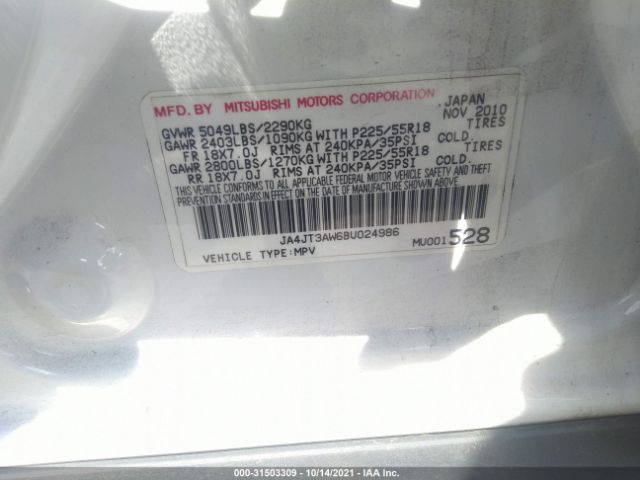 MFD. BY MITSUBISHI MOTORS CORPORATION, JAPAN
NOV 2010
GVWR 5049LBS/2290KG
GAWR 2403LBS/1090KG WITH P225/55R18 TIRES
FR 18X7.0J RIMS AT 240KPA/35PSI COLD.
GAWR 2800LBS/1270KG WITH P225/55R18 TIRES
RR 18X7.0J RIMS AT 240KPA/35PSI COLD.
THIS VEHICLE CONFORMS TO ALL APPLICABLE FEDERAL MOTOR VEHICLE SAFETY AND THEFT
PREVENTION STANDARDS IN EFFECT ON THE DATE OF MANUFACTURE SHOWN ABOVE.
JA4JT3AW6BU024986
VEHICLE TYPE:MPV
MU001528
000-31503309 - 10/14/2021 - IAA Inc.